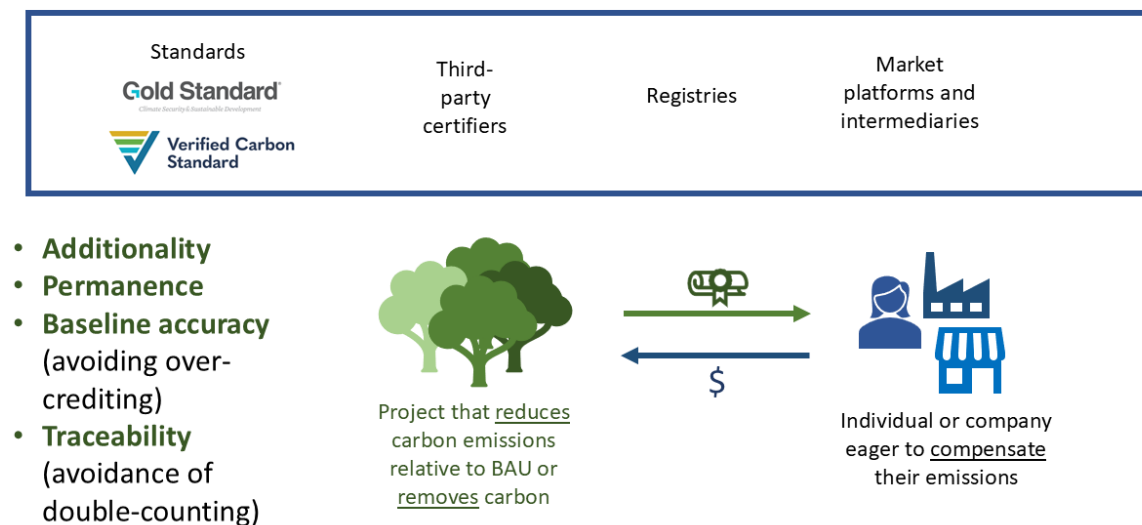 Standards
Gold Standard®
Climate Security & Sustainable Development
Verified Carbon
Standard
Third-
party
certifiers
Registries
Market
platforms and
intermediaries
• Additionality
• Permanence
• Baseline accuracy
(avoiding over-
crediting)
• Traceability
(avoidance of
double-counting)
$
Project that reduces
carbon emissions
relative to BAU or
removes carbon
Individual or company
eager to compensate
their emissions